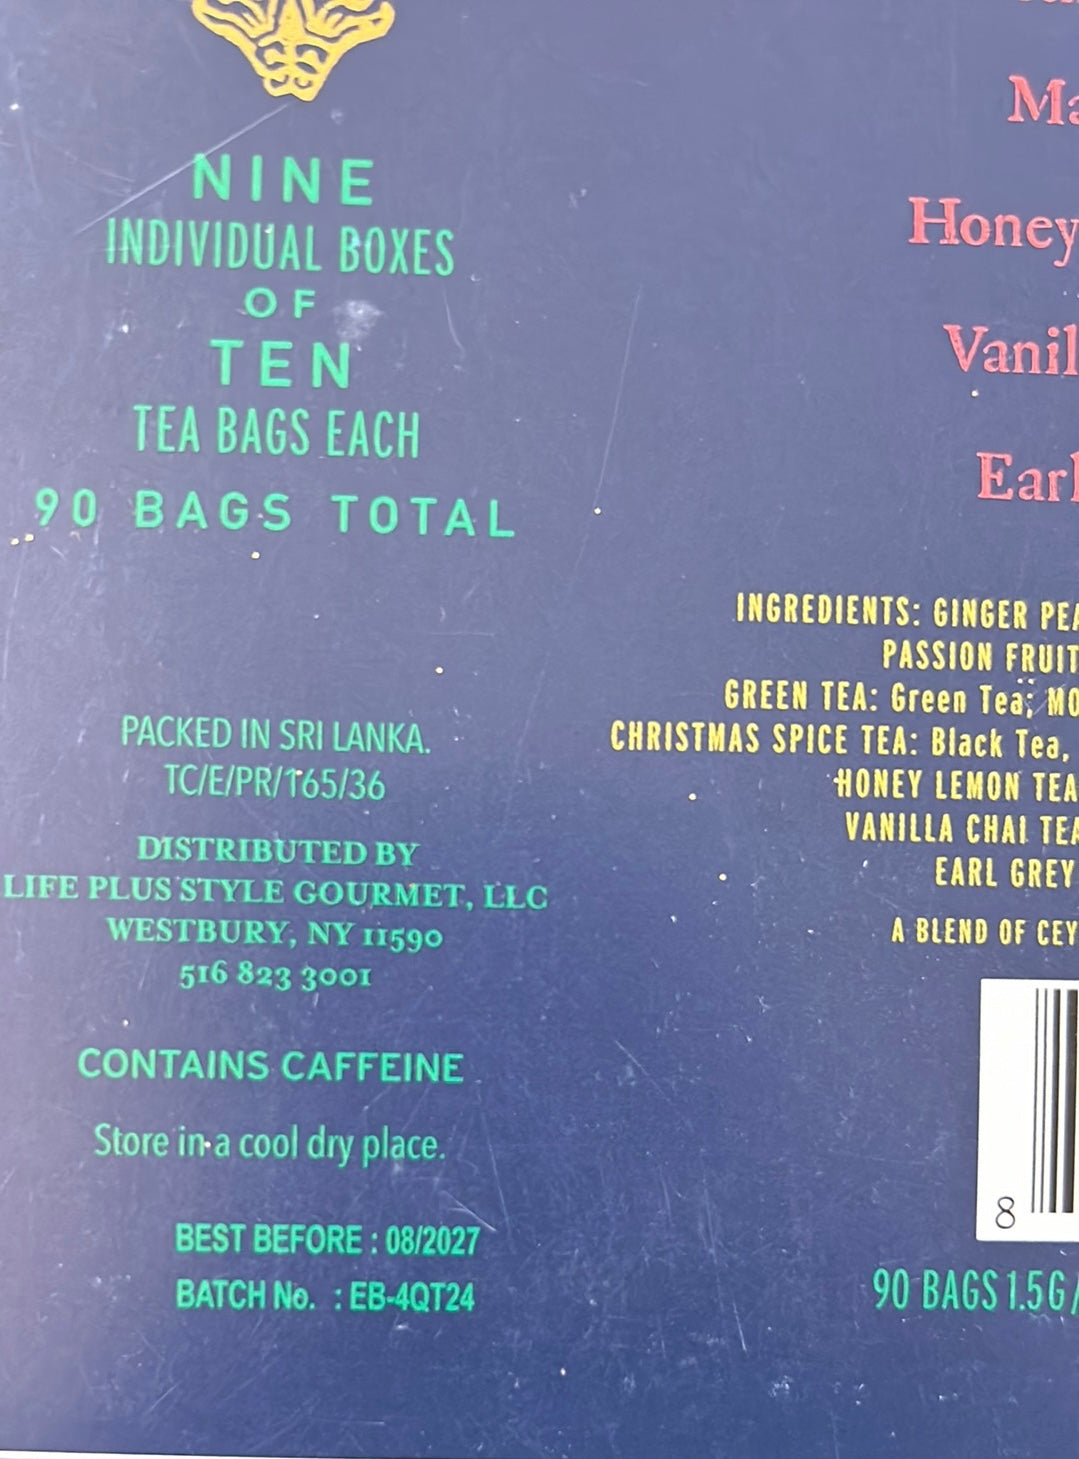 NINE
INDIVIDUAL BOXES
OF
TEN
TEA BAGS EACH
90 BAGS TOTAL
PACKED IN SRI LANKA.
TC/E/PR/165/36
DISTRIBUTED BY
LIFE PLUS STYLE GOURMET, LLC
WESTBURY, NY 11590
516 823 3001
CONTAINS CAFFEINE
Store in a cool dry place.
BEST BEFORE : 08/2027
BATCH No. : EB-4QT24
Honey
Earl
INGREDIENTS: GINGER
PASSION FRUIT
GREEN TEA: Green Tea;
CHRISTMAS SPICE TEA: Black Tea,
HONEY LEMON TEA
VANILLA CHAI TEA
EARL GREY
A BLEND OF
8
90 BAGS 1.5G/